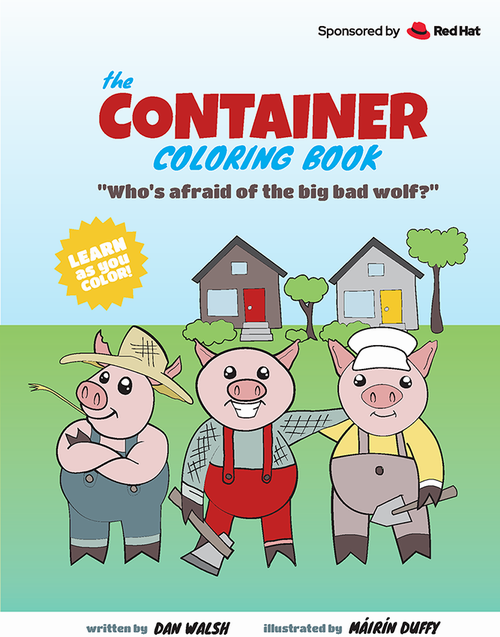 Sponsored by Red Hat
the
CONTAINER
COLORING BOOK
"Who's afraid of the big bad wolf?"
LEARN
as you
COLOR!
written by DAN WALSH illustrated by MÁIRÍN DUFFY